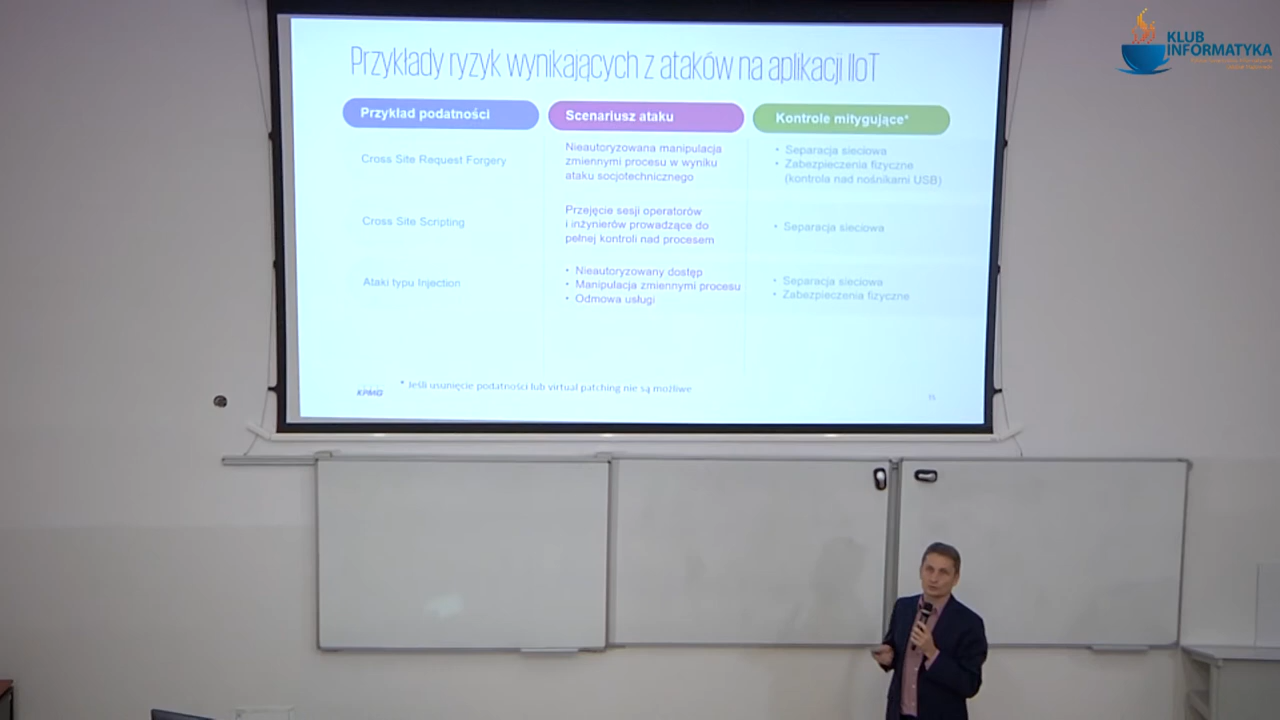 KLUB
INFORMATYKA
Przykłady ryzyk wynikających z ataków na aplikacji IIoT
Przykład podatności
Scenariusz ataku
Kontrole mitygujące*
Cross Site Request Forgery
Nieautoryzowana manipulacja
zmiennymi procesu w wyniku
ataku socjotechnicznego
• Separacja sieciowa
• Zabezpieczenia fizyczne
(kontrola nad nośnikami USB)
Cross Site Scripting
Przejęcie sesji operatorów
i inżynierów prowadzące do
pełnej kontroli nad procesem
• Separacja sieciowa
Ataki typu Injection
• Nieautoryzowany dostęp
• Manipulacja zmiennymi procesu
• Odmowa usługi
• Separacja sieciowa
• Zabezpieczenia fizyczne
* Jeśli usunięcie podatności lub virtual patching nie są możliwe
KPMG